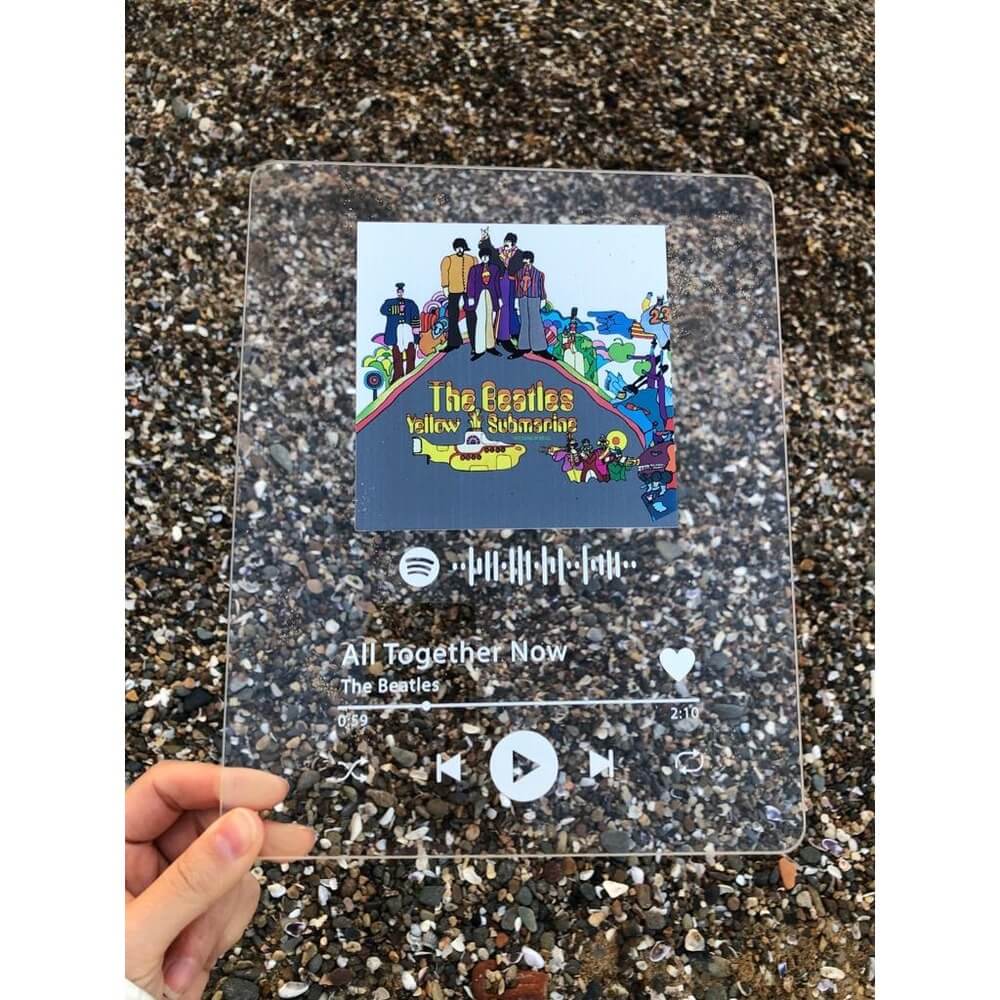 23
The Beatles
Yellow Submarine
All Together Now
The Beatles
0:59
2:10